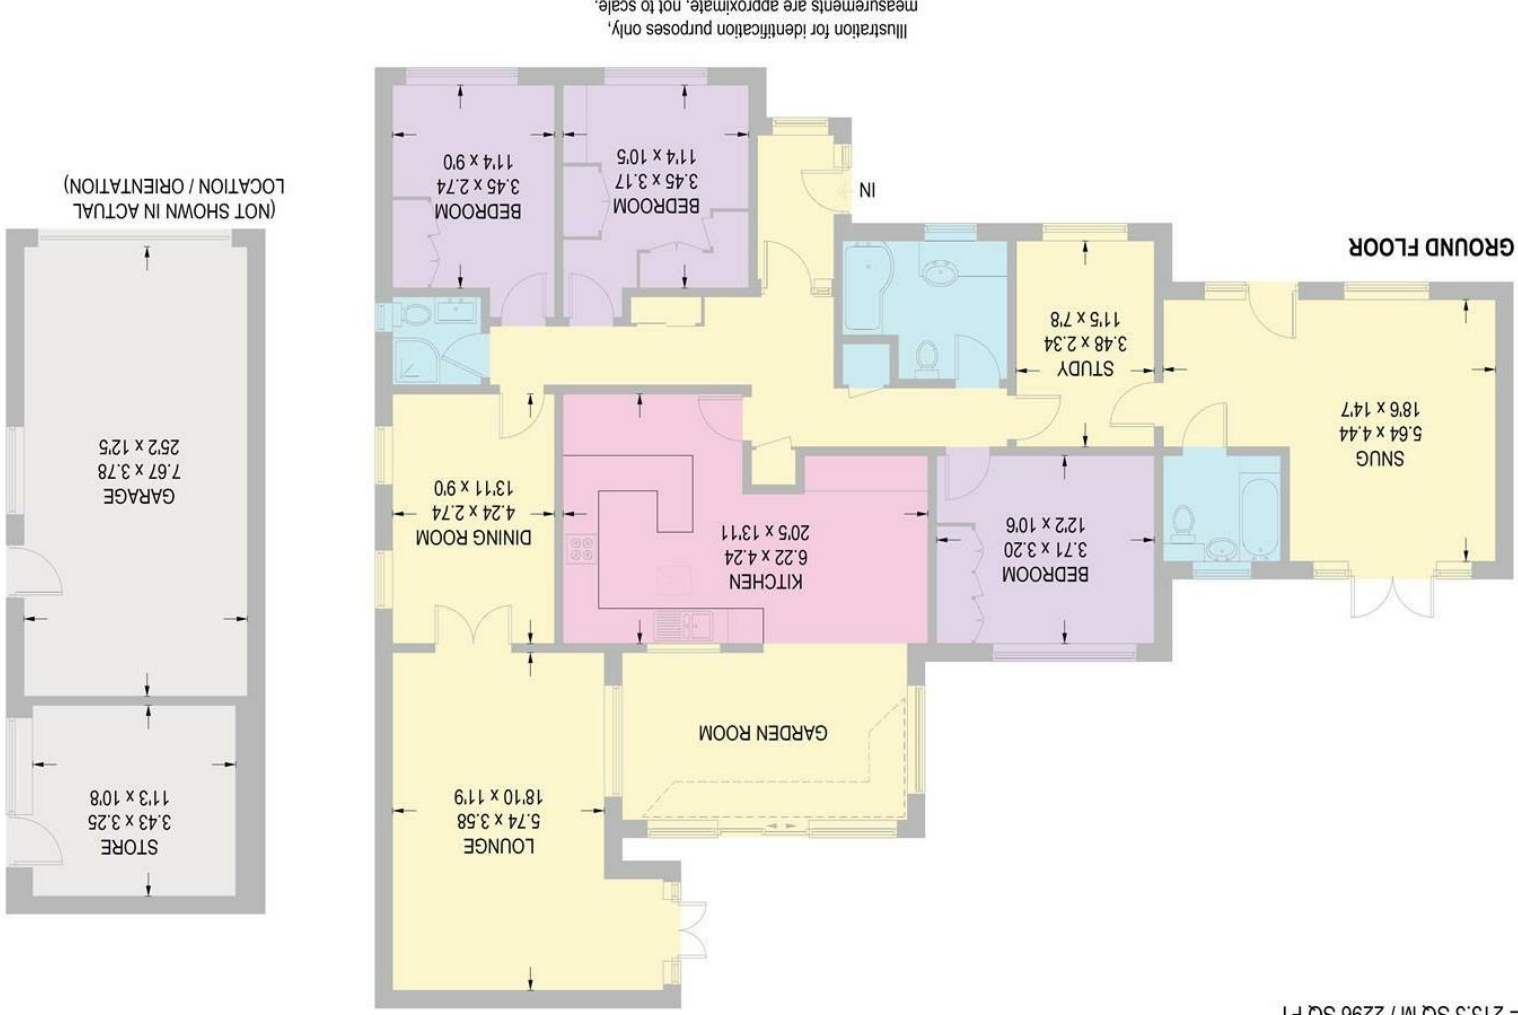 = 213.3 SQ M / 2296 SQ FT
STORE
3.43 x 3.25
11'3 x 10'8
LOUNGE
5.74 x 3.58
18'10 x 11'9
GARDEN ROOM
BEDROOM
3.71 x 3.20
12'2 x 10'6
KITCHEN
6.22 x 4.24
20'5 x 13'11
DINING ROOM
4.24 x 2.74
13'11 x 9'0
GARAGE
7.67 x 3.78
25'2 x 12'5
SNUG
5.64 x 4.44
18'6 x 14'7
STUDY
3.48 x 2.34
11'5 x 7'8
GROUND FLOOR
IN
BEDROOM
3.45 x 3.17
11'4 x 10'5
BEDROOM
3.45 x 2.74
11'4 x 9'0
(NOT SHOWN IN ACTUAL
LOCATION / ORIENTATION)
Illustration for identification purposes only,
measurements are approximate, not to scale.